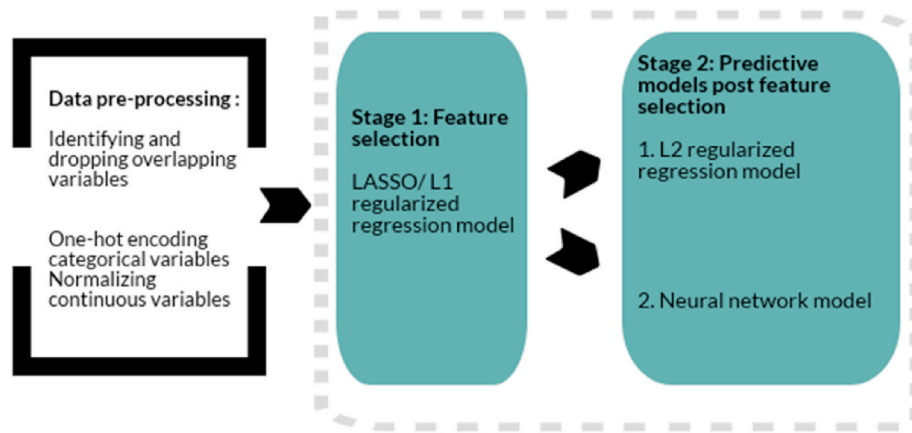 Data pre-processing :
Identifying and
dropping overlapping
variables
One-hot encoding
categorical variables
Normalizing
continuous variables
Stage 1: Feature
selection
LASSO/ L1
regularized
regression model
Stage 2: Predictive
models post feature
selection
1. L2 regularized
regression model
2. Neural network model